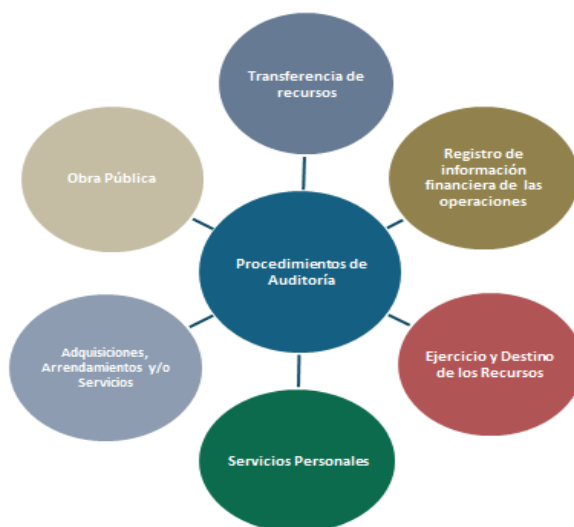 Transferencia de
recursos
Obra Pública
Registro de
información
financiera de las
operaciones
Procedimientos de
Auditoría
Adquisiciones,
Arrendamientos y/o
Servicios
Ejercicio y Destino
de los Recursos
Servicios Personales